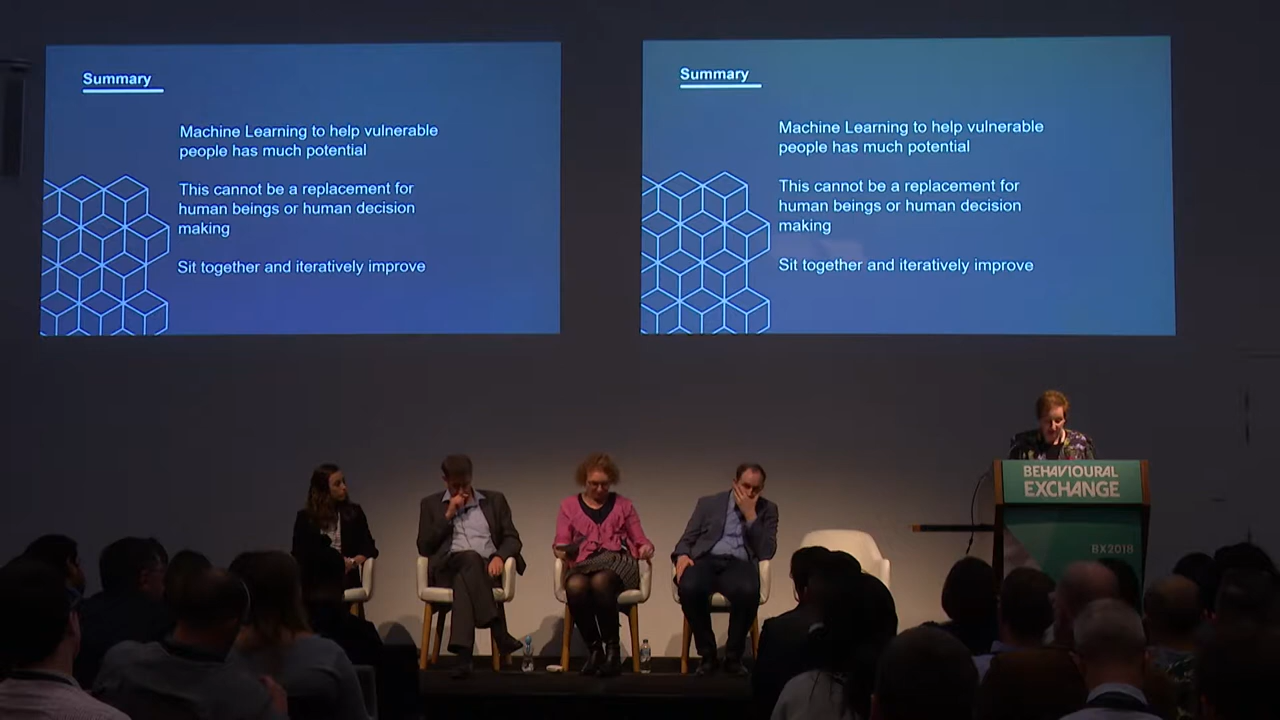 Summary
Machine Learning to help vulnerable
people has much potential
This cannot be a replacement for
human beings or human decision
making
Sit together and iteratively improve
Summary
Machine Learning to help vulnerable
people has much potential
This cannot be a replacement for
human beings or human decision
making
Sit together and iteratively improve
BEHAVIOURAL
EXCHANGE
BX2018